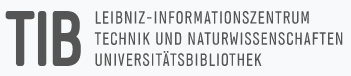 TIB
LEIBNIZ-INFORMATIONSZENTRUM
TECHNIK UND NATURWISSENSCHAFTEN
UNIVERSITÄTSBIBLIOTHEK